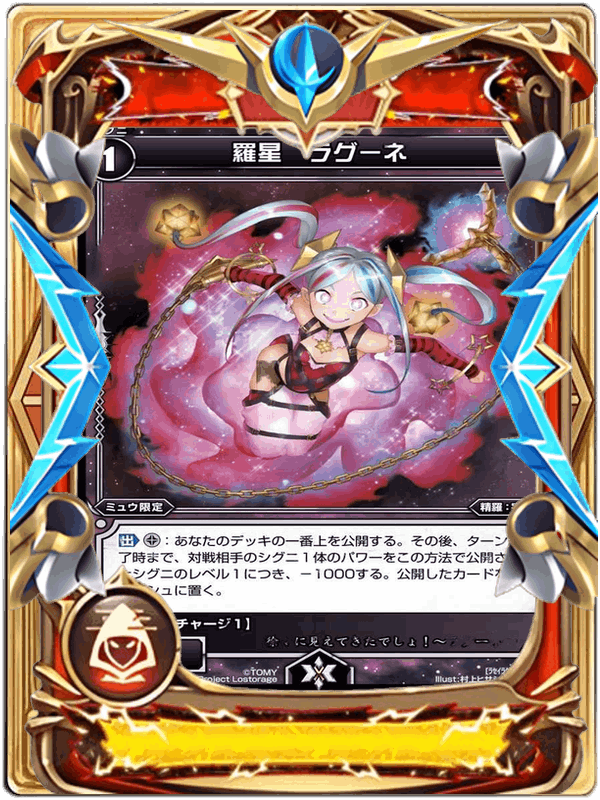 1
羅星 ラグーネ
ミュウ限定
精羅:
出 :あなたのデッキの一番上を公開する。その後、ターン
了時まで、対戦相手のシグニ1体のパワーをこの方法で公開さ
シグニのレベル1につき、-1000する。公開したカードを
シュに置く。
チャージ1】
に見えてきたでしょ!~
©TOMY
roject Lostorage
Illust:村上ヒサ